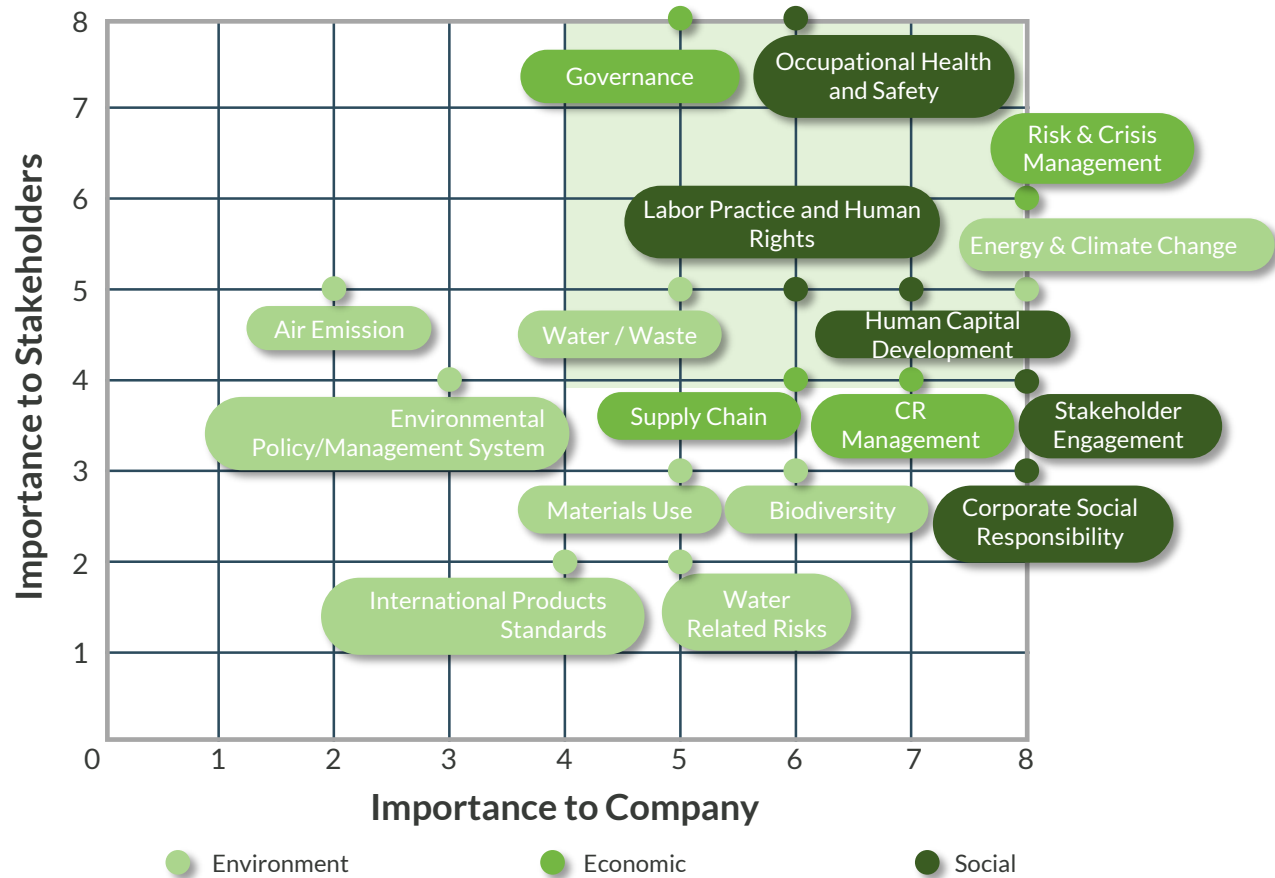 8
Governance
Occupational Health
and Safety
7
Risk & Crisis
Management
6
Labor Practice and Human
Rights
Energy & Climate Change
5
Air Emission
Water / Waste
Human Capital
Development
4
Environmental
Policy/Management System
Supply Chain
CR
Management
Stakeholder
Engagement
3
Materials Use
Biodiversity
Corporate Social
Responsibility
2
International Products
Standards
Water
Related Risks
1
Importance to Stakeholders
0 1 2 3 4 5 6 7 8
Importance to Company
Environment
Economic
Social